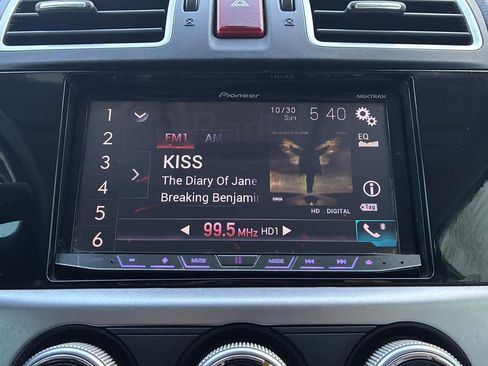 Pioneer
MIXTRAX
1
2
3
4
5
6
10/30
Sun
5 40
FM1
AM
EQ
KISS
The Diary Of Jane
Breaking Benjamin
HD DIGITAL
Tag
99.5 MHz HD1
MUTE
MODE